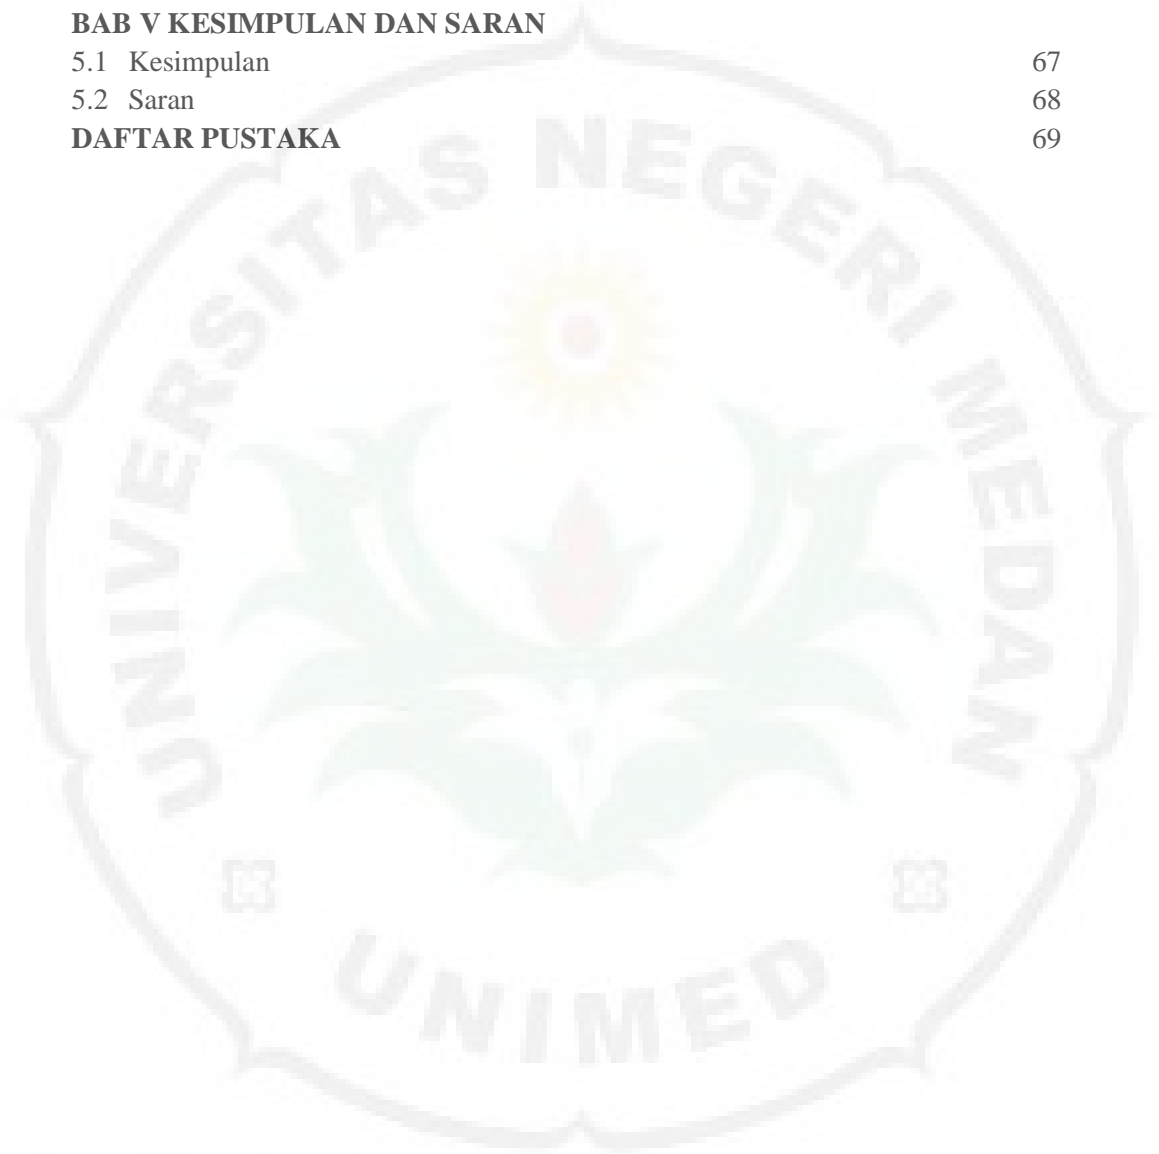 BAB V KESIMPULAN DAN SARAN
5.1 Kesimpulan 67
5.2 Saran 68
DAFTAR PUSTAKA 69
UNIVERSITAS NEGERI MEDAN
UNIMED